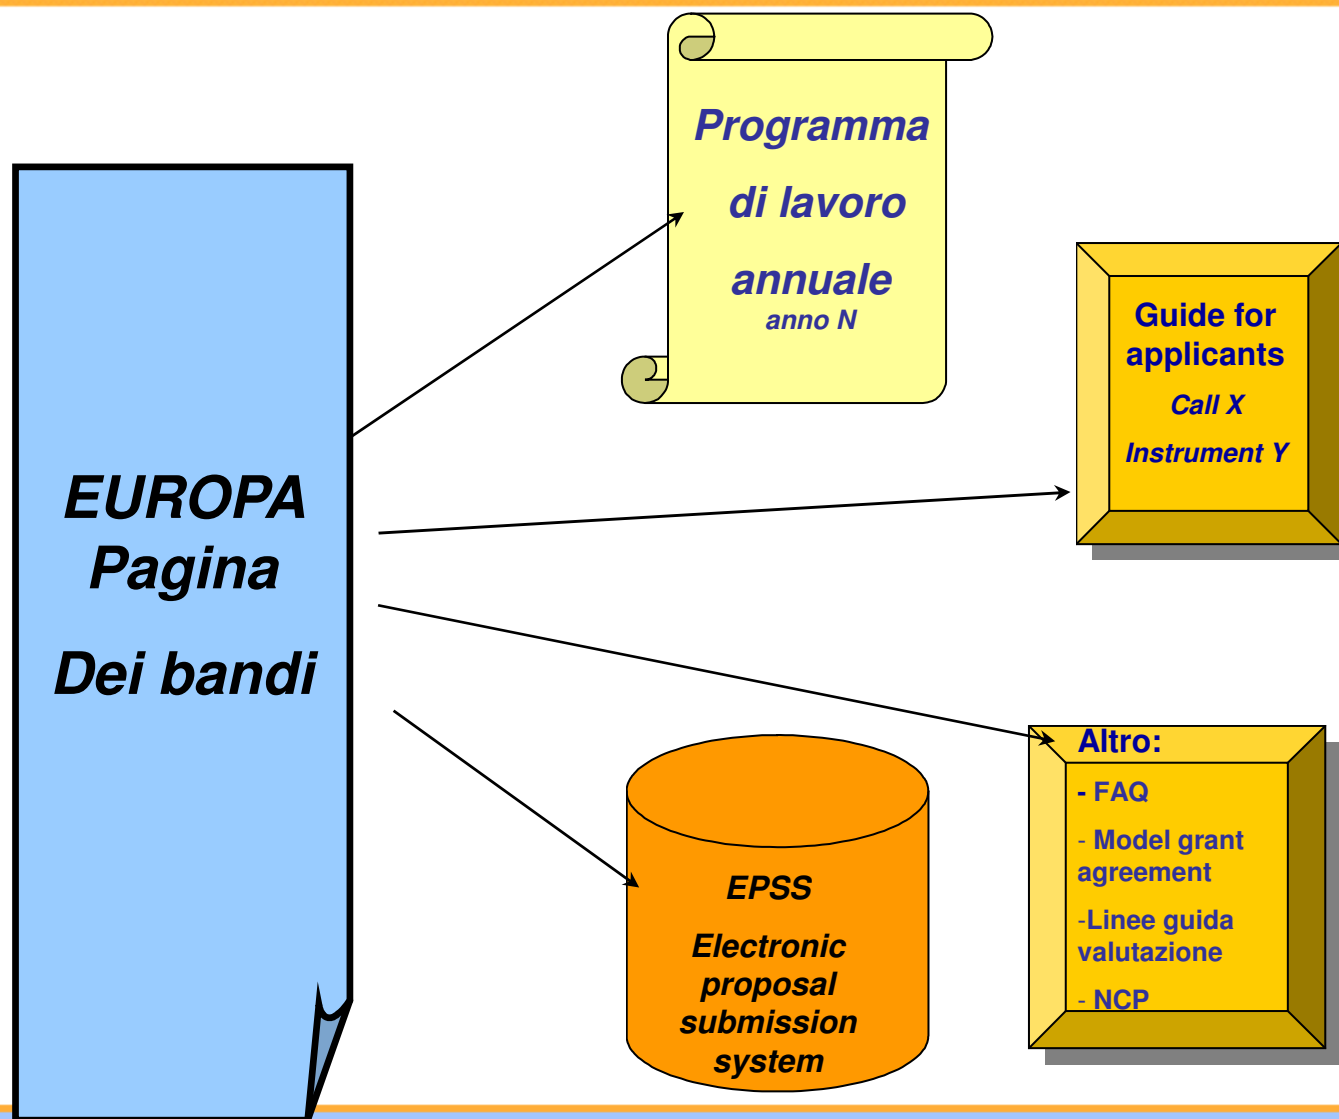 EUROPA
Pagina
Dei bandi
Programma
di lavoro
annuale
anno N
Guide for
applicants
Call X
Instrument Y
EPSS
Electronic
proposal
submission
system
Altro:
- FAQ
- Model grant
agreement
-Linee guida
valutazione
- NCP